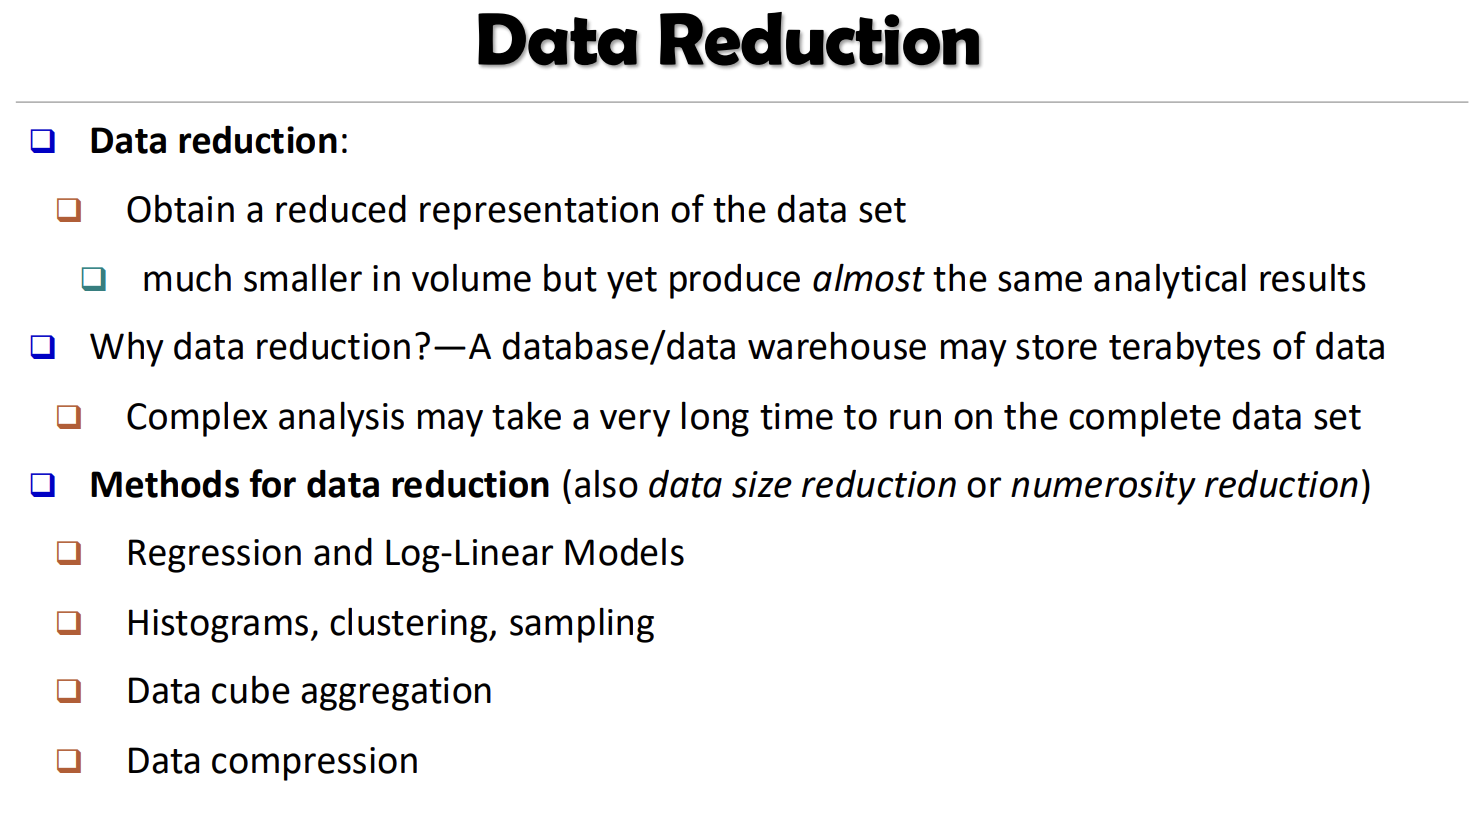 Data Reduction
Data reduction:
Obtain a reduced representation of the data set
much smaller in volume but yet produce almost the same analytical results
Why data reduction?—A database/data warehouse may store terabytes of data
Complex analysis may take a very long time to run on the complete data set
Methods for data reduction (also data size reduction or numerosity reduction)
Regression and Log-Linear Models
Histograms, clustering, sampling
Data cube aggregation
Data compression